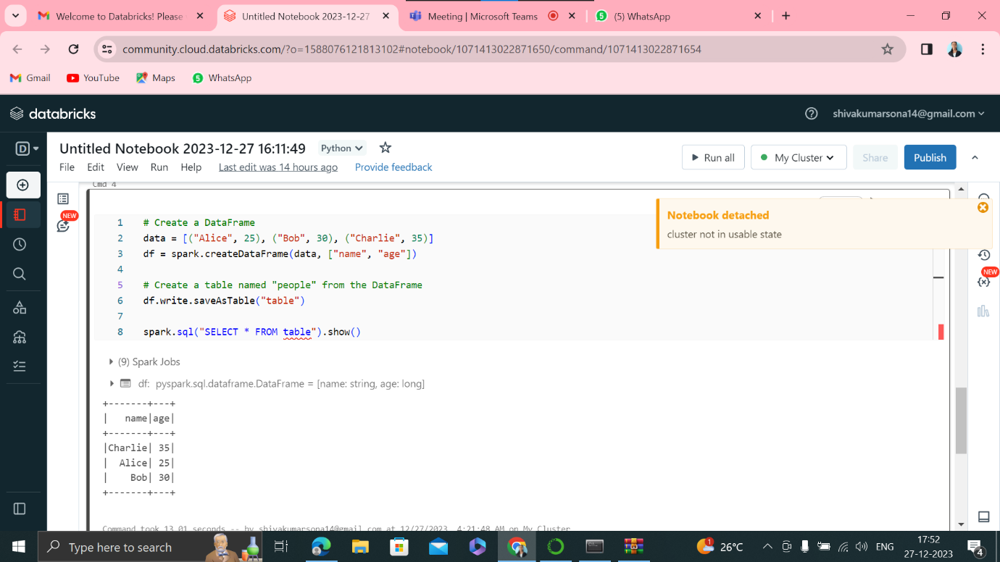 Welcome to Databricks! Please
Untitled Notebook 2023-12-27
Meeting | Microsoft Teams
5 (5) WhatsApp
community.cloud.databricks.com/?o=1588076121813102#notebook/1071413022871650/command/1071413022871654
Gmail YouTube Maps 5 WhatsApp
databricks
shivakumarsona14@gmail.com
D
Untitled Notebook 2023-12-27 16:11:49 Python
Run all My Cluster Share Publish
File Edit View Run Help Last edit was 14 hours ago Provide feedback
Cmd 4
NEW
Notebook detached
cluster not in usable state
NEW
1 # Create a DataFrame
2 data = [("Alice", 25), ("Bob", 30), ("Charlie", 35)]
3 df = spark.createDataFrame(data, ["name", "age"])
4
5 # Create a table named "people" from the DataFrame
6 df.write.saveAsTable("table")
7
8 spark.sql("SELECT * FROM table").show()
(9) Spark Jobs
df: pyspark.sql.dataframe.DataFrame = [name: string, age: long]
+-------+---+
|   name|age|
+-------+---+
|Charlie| 35|
|  Alice| 25|
|    Bob| 30|
+-------+---+
Command took 13.01 seconds -- by shivakumarsona14@gmail.com at 12/27/2023, 4:21:48 AM on My Cluster
Type here to search
1 26°C
ENG
17:52
27-12-2023
4